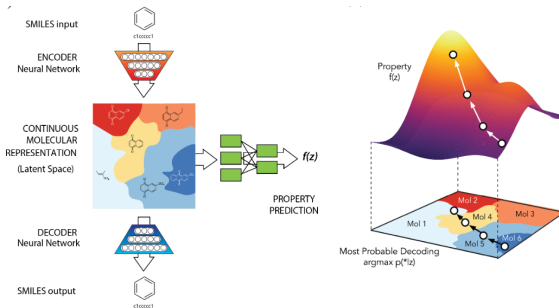 SMILES input
c1ccccc1
ENCODER
Neural Network
CONTINUOUS
MOLECULAR
REPRESENTATION
(Latent Space)
f(z)
PROPERTY
PREDICTION
DECODER
Neural Network
SMILES output
c1ccccc1
Property
f(z)
Mol 1
Mol 2
Mol 3
Mol 4
Mol 5
Mol 6
Most Probable Decoding
argmax p(*|z)